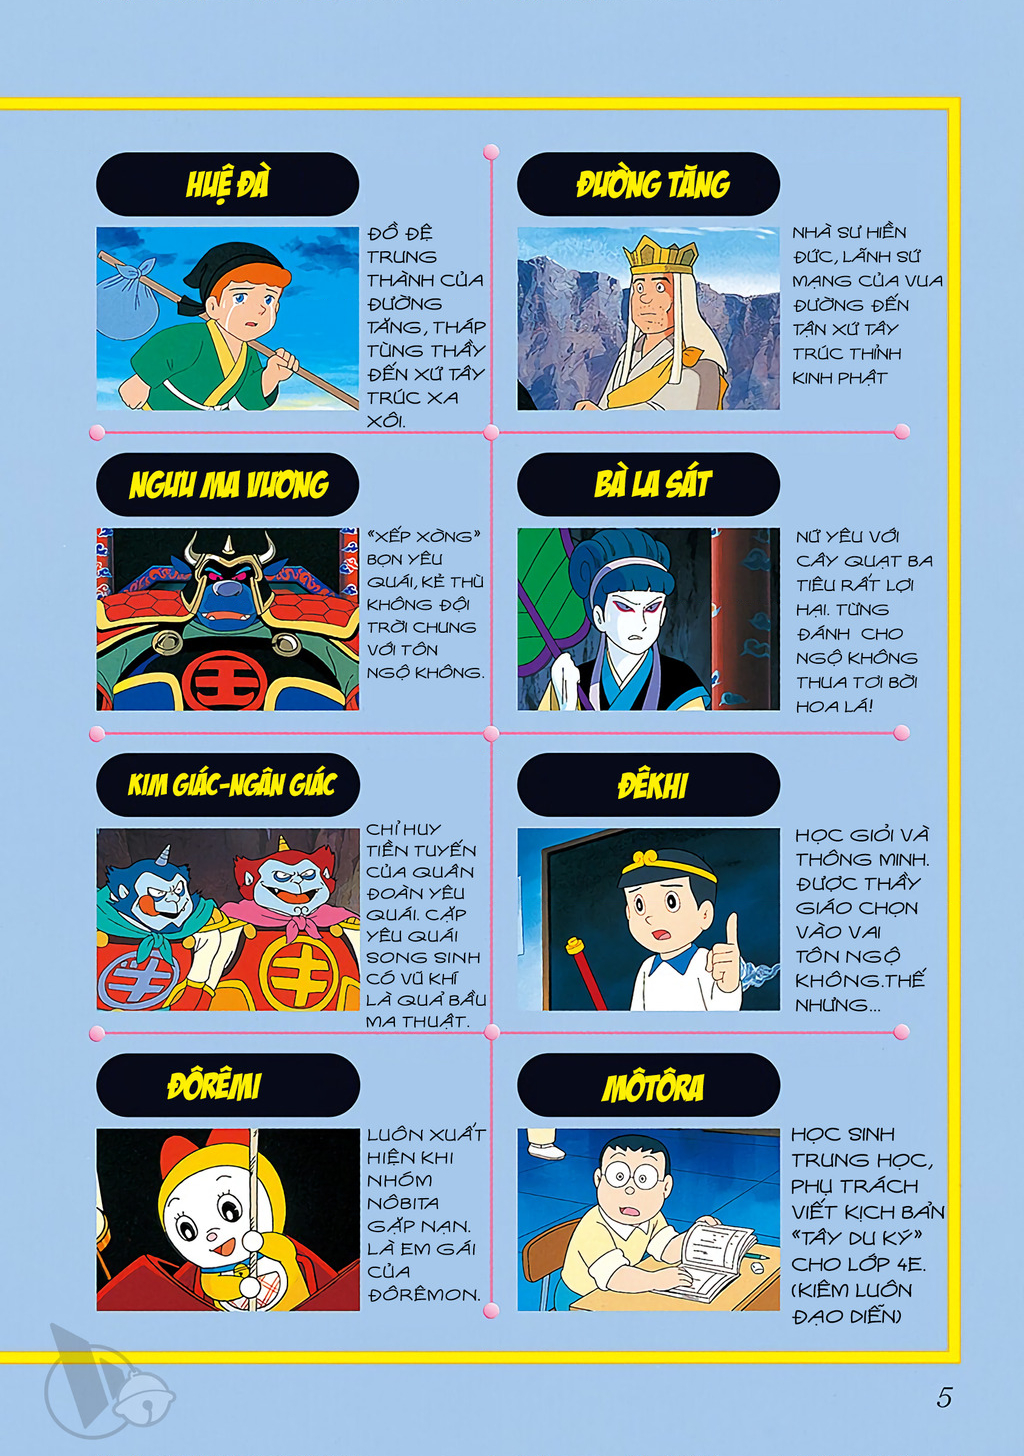 HUỆ ĐÀ
ĐỒ ĐỆ
TRUNG
THÀNH CỦA
ĐƯỜNG
TĂNG, THÁP
TÙNG THẦY
ĐẾN XỨ TÂY
TRÚC XA
XÔI.
ĐƯỜNG TĂNG
NHÀ SƯ HIỀN
ĐỨC, LÃNH SỨ
MẠNG CỦA VUA
ĐƯỜNG ĐẾN
TẬN XỨ TÂY
TRÚC THỈNH
KINH PHẬT
NGƯU MA VƯƠNG
“XẾP XÒNG”
BỌN YÊU
QUÁI, KẺ THÙ
KHÔNG ĐỘI
TRỜI CHUNG
VỚI TÔN
NGỘ KHÔNG.
王
BÀ LA SÁT
NỮ YÊU VỚI
CÂY QUẠT BA
TIÊU RẤT LỢI
HẠI. TỪNG
ĐÁNH CHO
NGỘ KHÔNG
THUA TƠI BỜI
HOA LÁ!
KIM GIÁC-NGÂN GIÁC
CHỈ HUY
TIỀN TUYẾN
CỦA QUÂN
ĐOÀN YÊU
QUÁI. CẶP
YÊU QUÁI
SONG SINH
CÓ VŨ KHÍ
LÀ QUẢ BẦU
MA THUẬT.
ĐÊKHI
HỌC GIỎI VÀ
THÔNG MINH.
ĐƯỢC THẦY
GIÁO CHỌN
VÀO VAI
TÔN NGỘ
KHÔNG.THẾ
NHƯNG...
ĐÔRÊMI
LUÔN XUẤT
HIỆN KHI
NHÓM
NÔBITA
GẶP NẠN.
LÀ EM GÁI
CỦA
ĐÔRÊMON.
MÔTÔRA
HỌC SINH
TRUNG HỌC,
PHỤ TRÁCH
VIẾT KỊCH BẢN
“TÂY DU KÝ”
CHO LỚP 4E.
(KIÊM LUÔN
ĐẠO DIỄN)
5